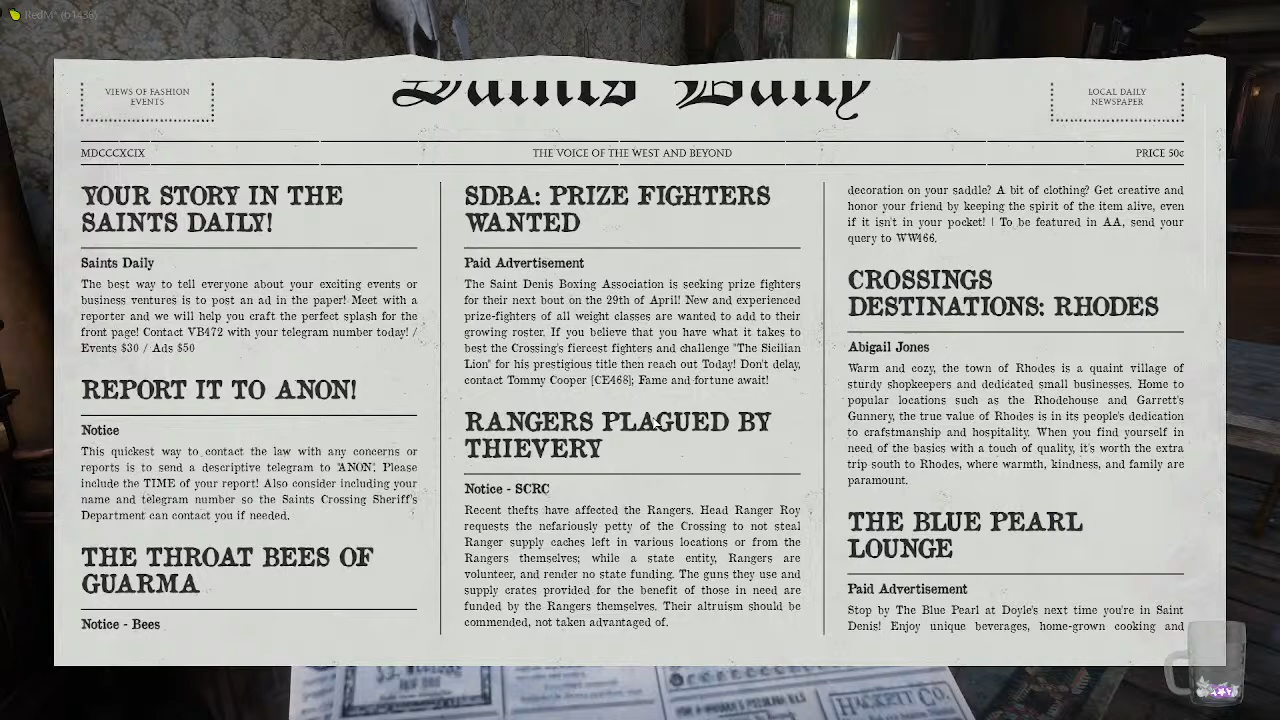 RedM® (b1436)
VIEWS OF FASHION
EVENTS
Saints Daily
LOCAL DAILY
NEWSPAPER
MDCCCXCIX
THE VOICE OF THE WEST AND BEYOND
PRICE 50¢
YOUR STORY IN THE
SAINTS DAILY!
Saints Daily
The best way to tell everyone about your exciting events or
business ventures is to post an ad in the paper! Meet with a
reporter and we will help you craft the perfect splash for the
front page! Contact VB472 with your telegram number today! /
Events $30 / Ads $50
REPORT IT TO ANON!
Notice
This quickest way to contact the law with any concerns or
reports is to send a descriptive telegram to 'ANON'. Please
include the TIME of your report! Also consider including your
name and telegram number so the Saints Crossing Sheriff's
Department can contact you if needed.
THE THROAT BEES OF
GUARMA
Notice - Bees
SDBA: PRIZE FIGHTERS
WANTED
Paid Advertisement
The Saint Denis Boxing Association is seeking prize fighters
for their next bout on the 29th of April! New and experienced
prize-fighters of all weight classes are wanted to add to their
growing roster. If you believe that you have what it takes to
best the Crossing's fiercest fighters and challenge "The Sicilian
Lion" for his prestigious title then reach out Today! Don't delay,
contact Tommy Cooper [CE468]; Fame and fortune await!
RANGERS PLAGUED BY
THIEVERY
Notice - SCRC
Recent thefts have affected the Rangers. Head Ranger Roy
requests the nefariously petty of the Crossing to not steal
Ranger supply caches left in various locations or from the
Rangers themselves; while a state entity, Rangers are
volunteer, and render no state funding. The guns they use and
supply crates provided for the benefit of those in need are
funded by the Rangers themselves. Their altruism should be
commended, not taken advantaged of.
decoration on your saddle? A bit of clothing? Get creative and
honor your friend by keeping the spirit of the item alive, even
if it isn't in your pocket! | To be featured in AA, send your
query to WW466.
CROSSINGS
DESTINATIONS: RHODES
Abigail Jones
Warm and cozy, the town of Rhodes is a quaint village of
sturdy shopkeepers and dedicated small businesses. Home to
popular locations such as the Rhodehouse and Garrett's
Gunnery, the true value of Rhodes is in its people's dedication
to craftsmanship and hospitality. When you find yourself in
need of the basics with a touch of quality, it's worth the extra
trip south to Rhodes, where warmth, kindness, and family are
paramount.
THE BLUE PEARL
LOUNGE
Paid Advertisement
Stop by The Blue Pearl at Doyle's next time you're in Saint
Denis! Enjoy unique beverages, home-grown cooking and
HACKETT CO.